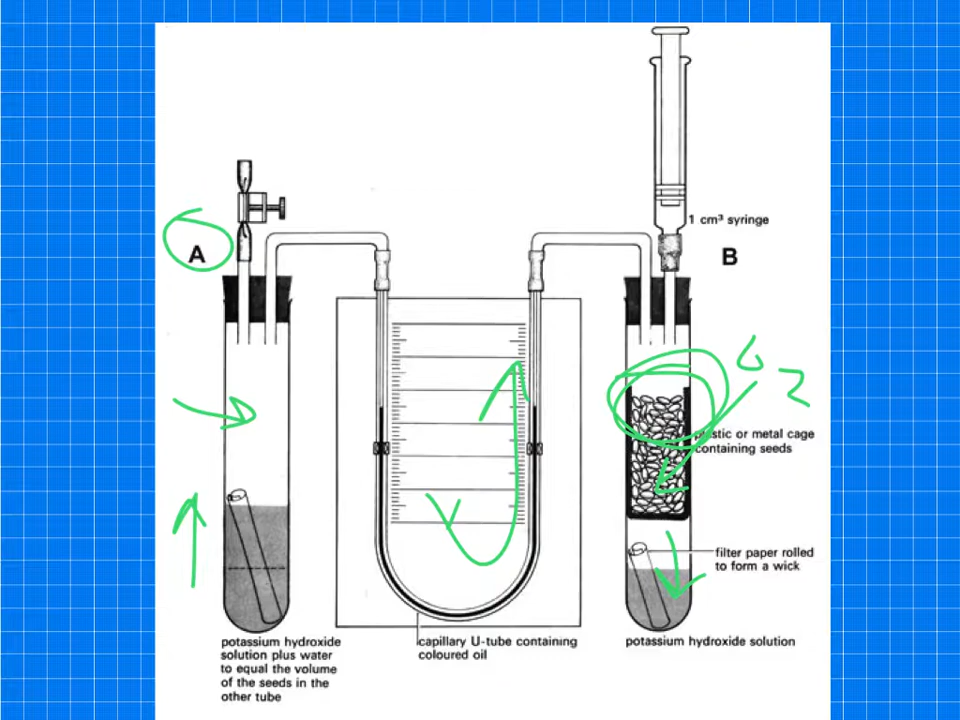 1 cm³ syringe
A
B
O2
plastic or metal cage
containing seeds
filter paper rolled
to form a wick
potassium hydroxide
solution plus water
to equal the volume
of the seeds in the
other tube
capillary U-tube containing
coloured oil
potassium hydroxide solution